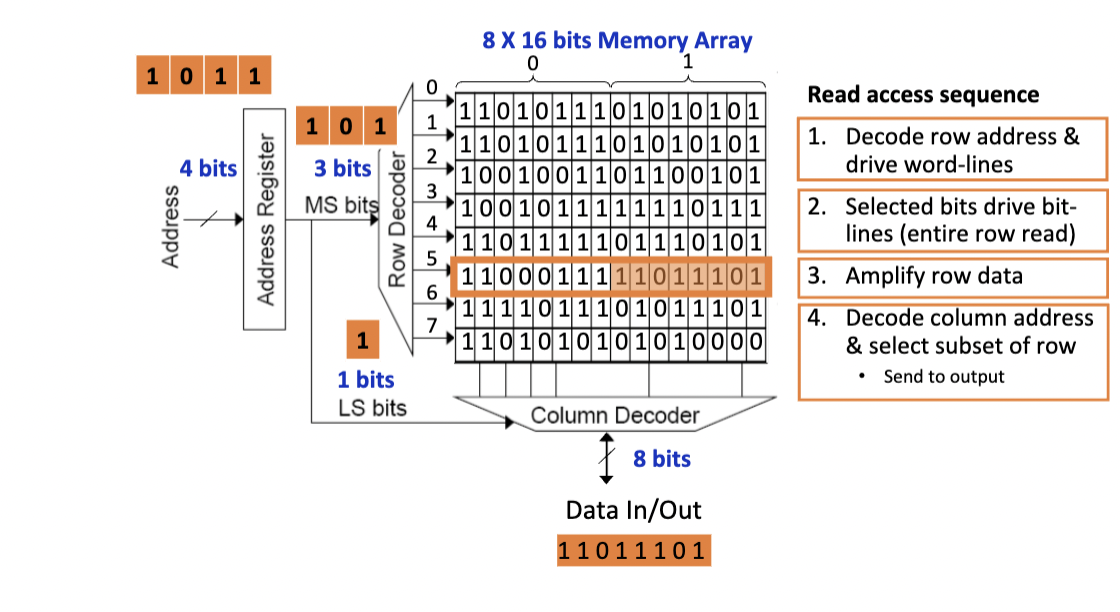 8 X 16 bits Memory Array
0 1
1 0 1 1
Read access sequence
0
1 1 0 1 0 1 1 1 0 1 0 1 0 1 0 1
1 0 1
1
1 1 0 1 0 1 1 1 0 1 0 1 0 1 0 1
1. Decode row address &
drive word-lines
4 bits
3 bits
2
1 0 0 1 0 0 1 1 0 1 1 0 0 1 0 1
MS bits
3
1 0 0 1 0 1 1 1 1 1 1 1 0 1 1 1
2. Selected bits drive bit-
lines (entire row read)
Address
Address Register
Row Decoder
4
1 1 0 1 1 1 1 1 0 1 1 1 0 1 0 1
5
1 1 0 0 0 1 1 1 1 1 0 1 1 1 0 1
3. Amplify row data
6
1 1 1 1 0 1 1 1 0 1 0 1 1 1 0 1
7
1 1 0 1 0 1 0 1 0 1 0 1 0 0 0 0
4. Decode column address
& select subset of row
• Send to output
1
1 bits
LS bits
Column Decoder
8 bits
Data In/Out
1 1 0 1 1 1 0 1